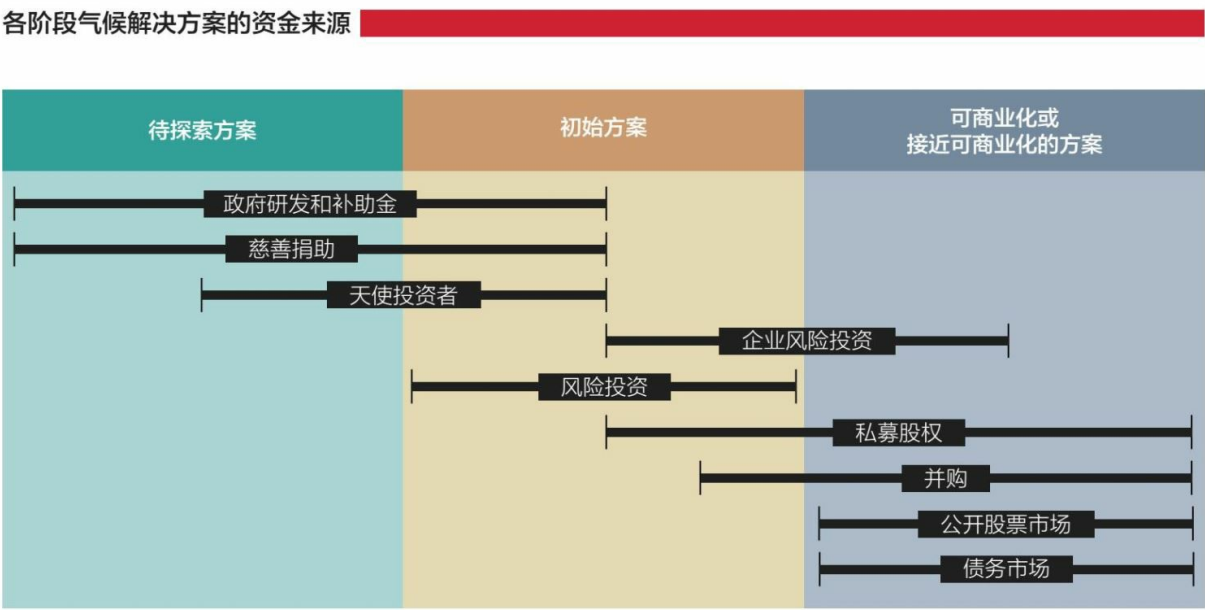 各阶段气候解决方案的资金来源
待探索方案
初始方案
可商业化或
接近可商业化的方案
政府研发和补助金
慈善捐助
天使投资者
企业风险投资
风险投资
私募股权
并购
公开股票市场
债务市场